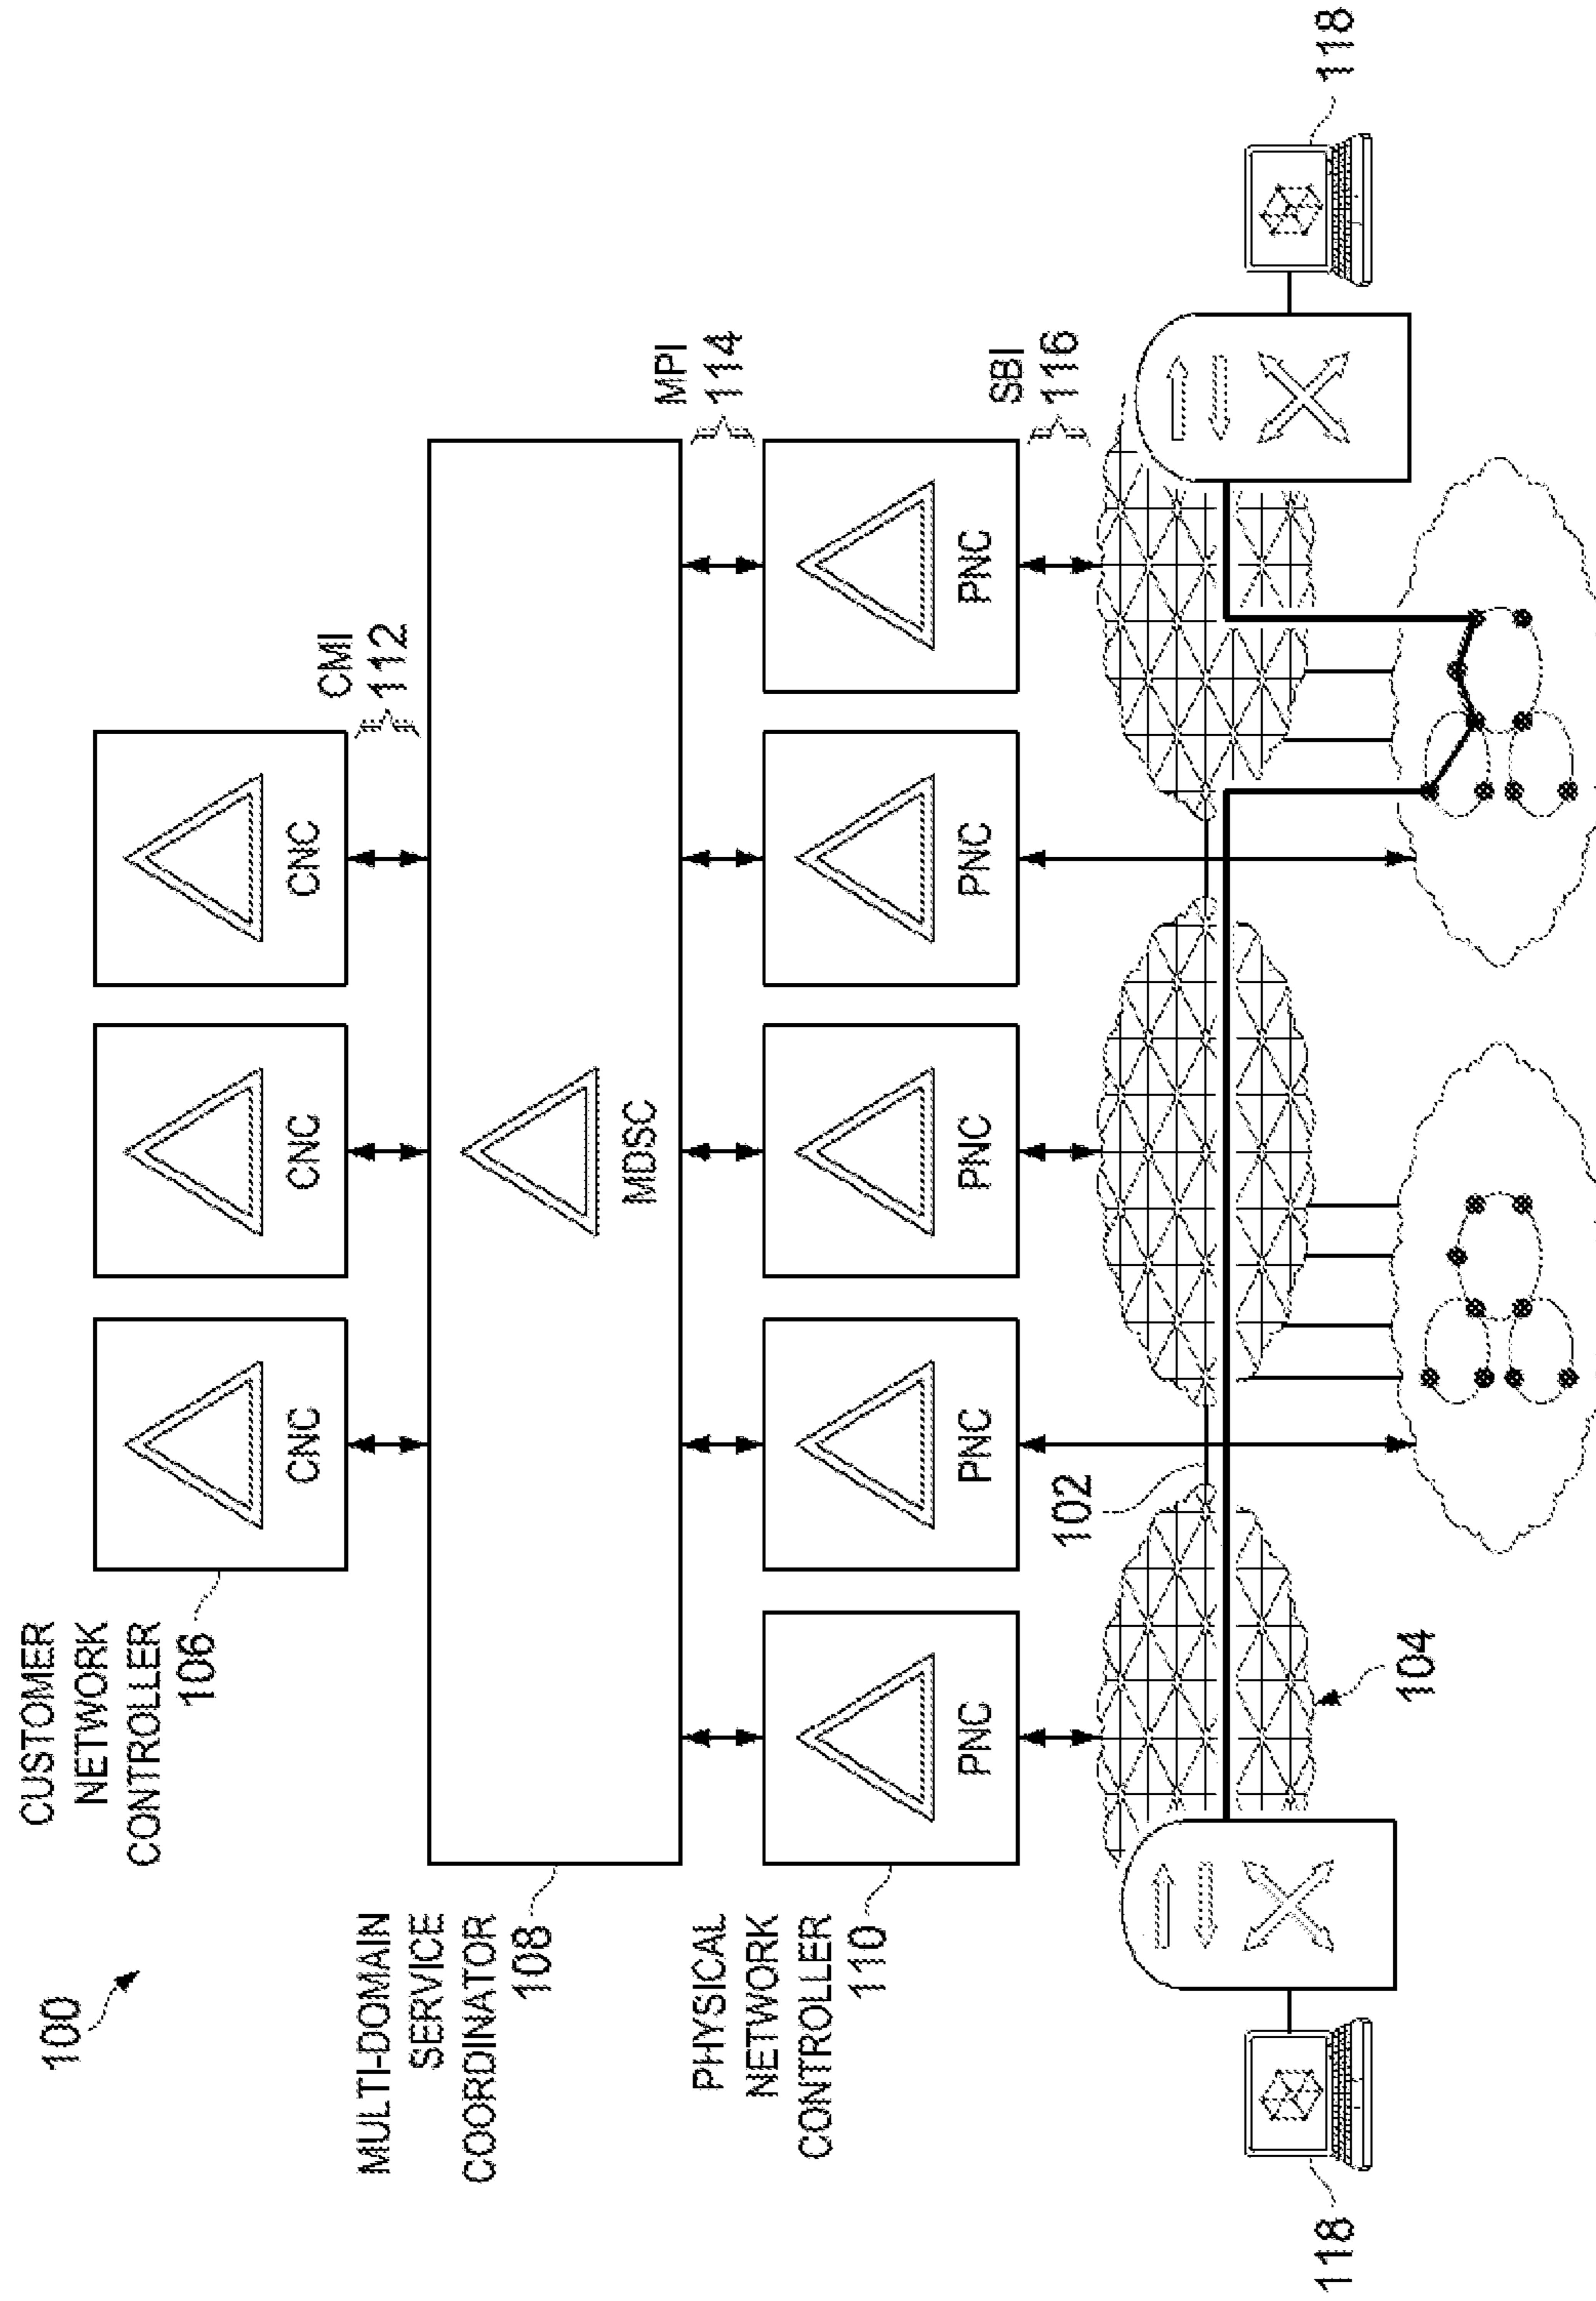 100
CUSTOMER
NETWORK
CONTROLLER
106
CNC
CNC
CNC
CMI
112
MULTI-DOMAIN
SERVICE
COORDINATOR
108
MDSC
MPI
114
PHYSICAL
NETWORK
CONTROLLER
110
PNC
PNC
PNC
PNC
PNC
SBI
116
102
104
118
118